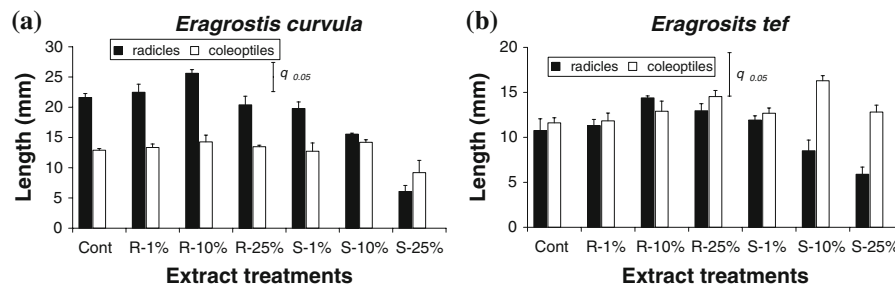 (a)
Eragrostis curvula
Length (mm)
30
25
20
15
10
5
0
radicles coleoptiles
q 0.05
Cont R-1% R-10% R-25% S-1% S-10% S-25%
Extract treatments
(b)
Eragrosits tef
Length (mm)
20
15
10
5
0
radicles coleoptiles
q 0.05
Cont R-1% R-10% R-25% S-1% S-10% S-25%
Extract treatments